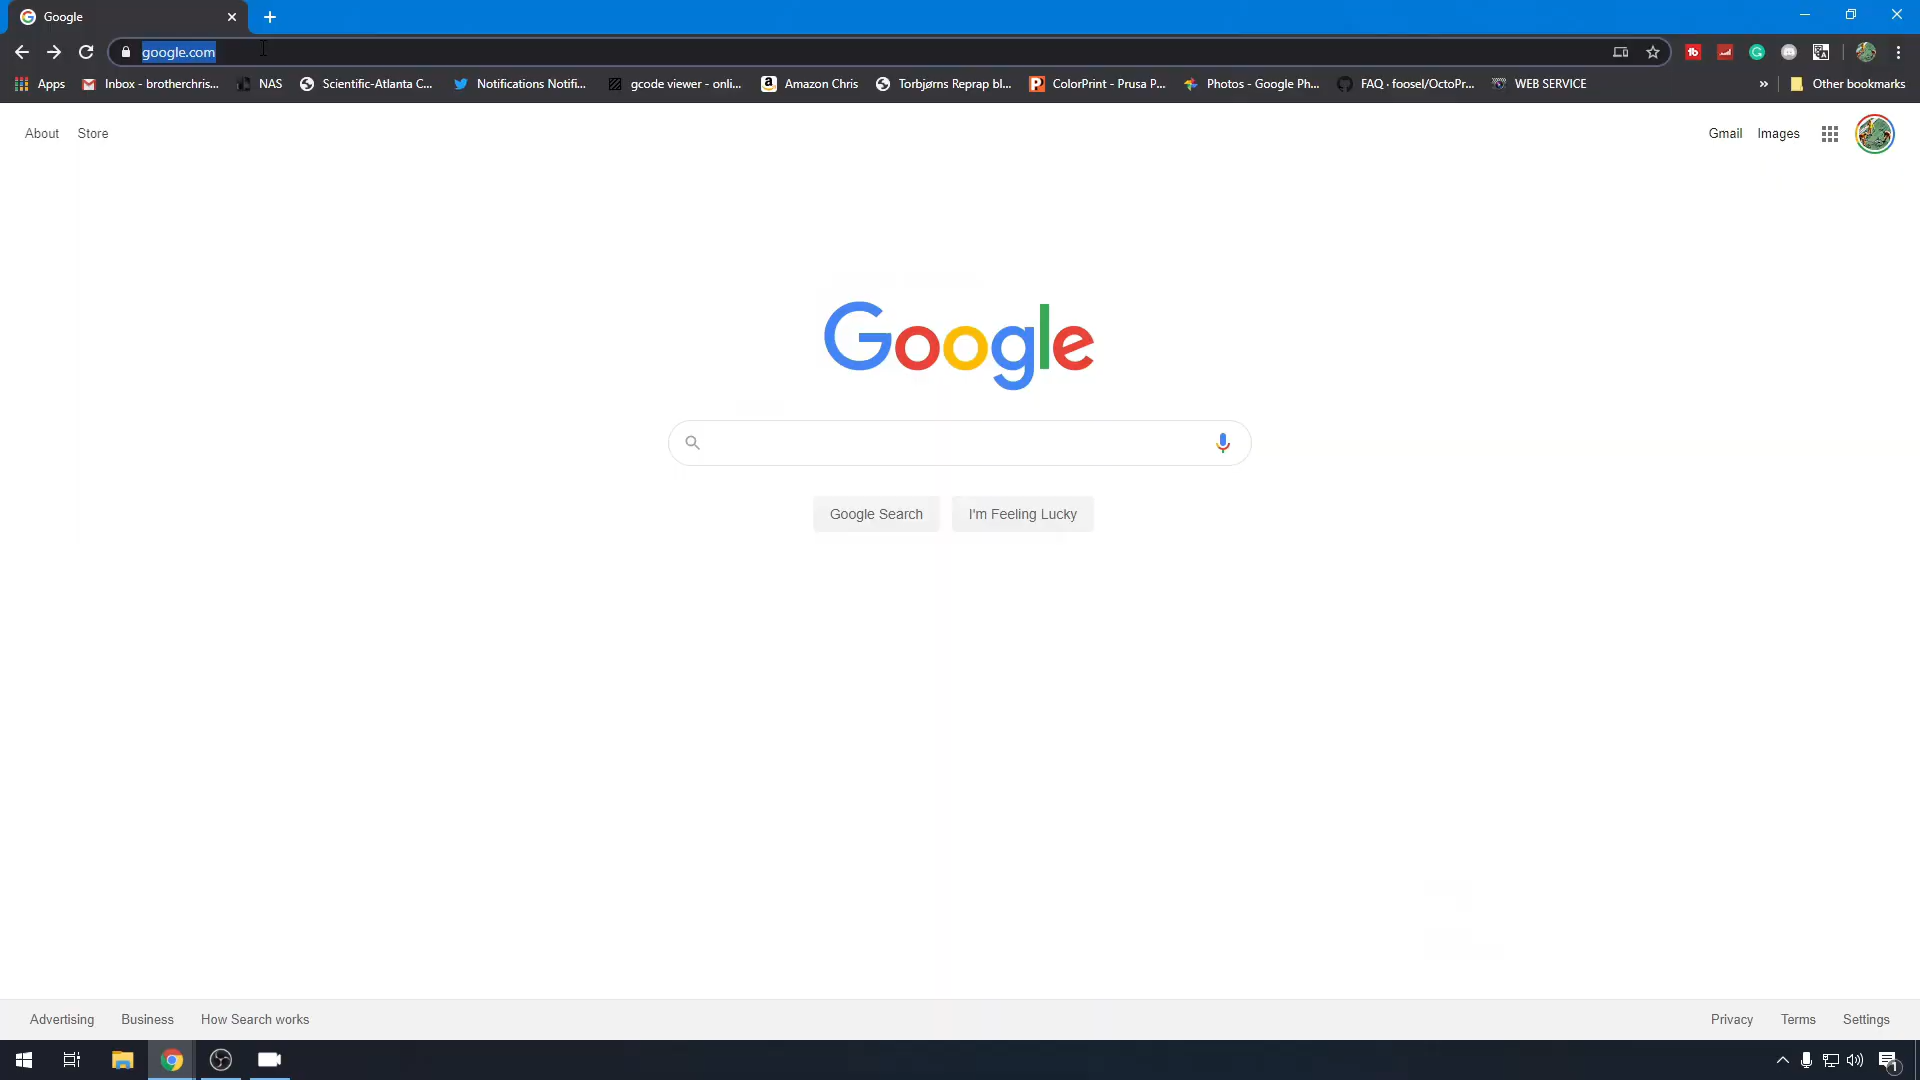 Google
google.com
Apps Inbox - brotherchris... NAS Scientific-Atlanta C... Notifications Notifi... gcode viewer - onli... Amazon Chris Torbjørns Reprap bl... ColorPrint - Prusa P... Photos - Google Ph... FAQ · foosel/OctoPr... WEB SERVICE » Other bookmarks
About Store Gmail Images
Google
Google Search I'm Feeling Lucky
Advertising Business How Search works Privacy Terms Settings
1